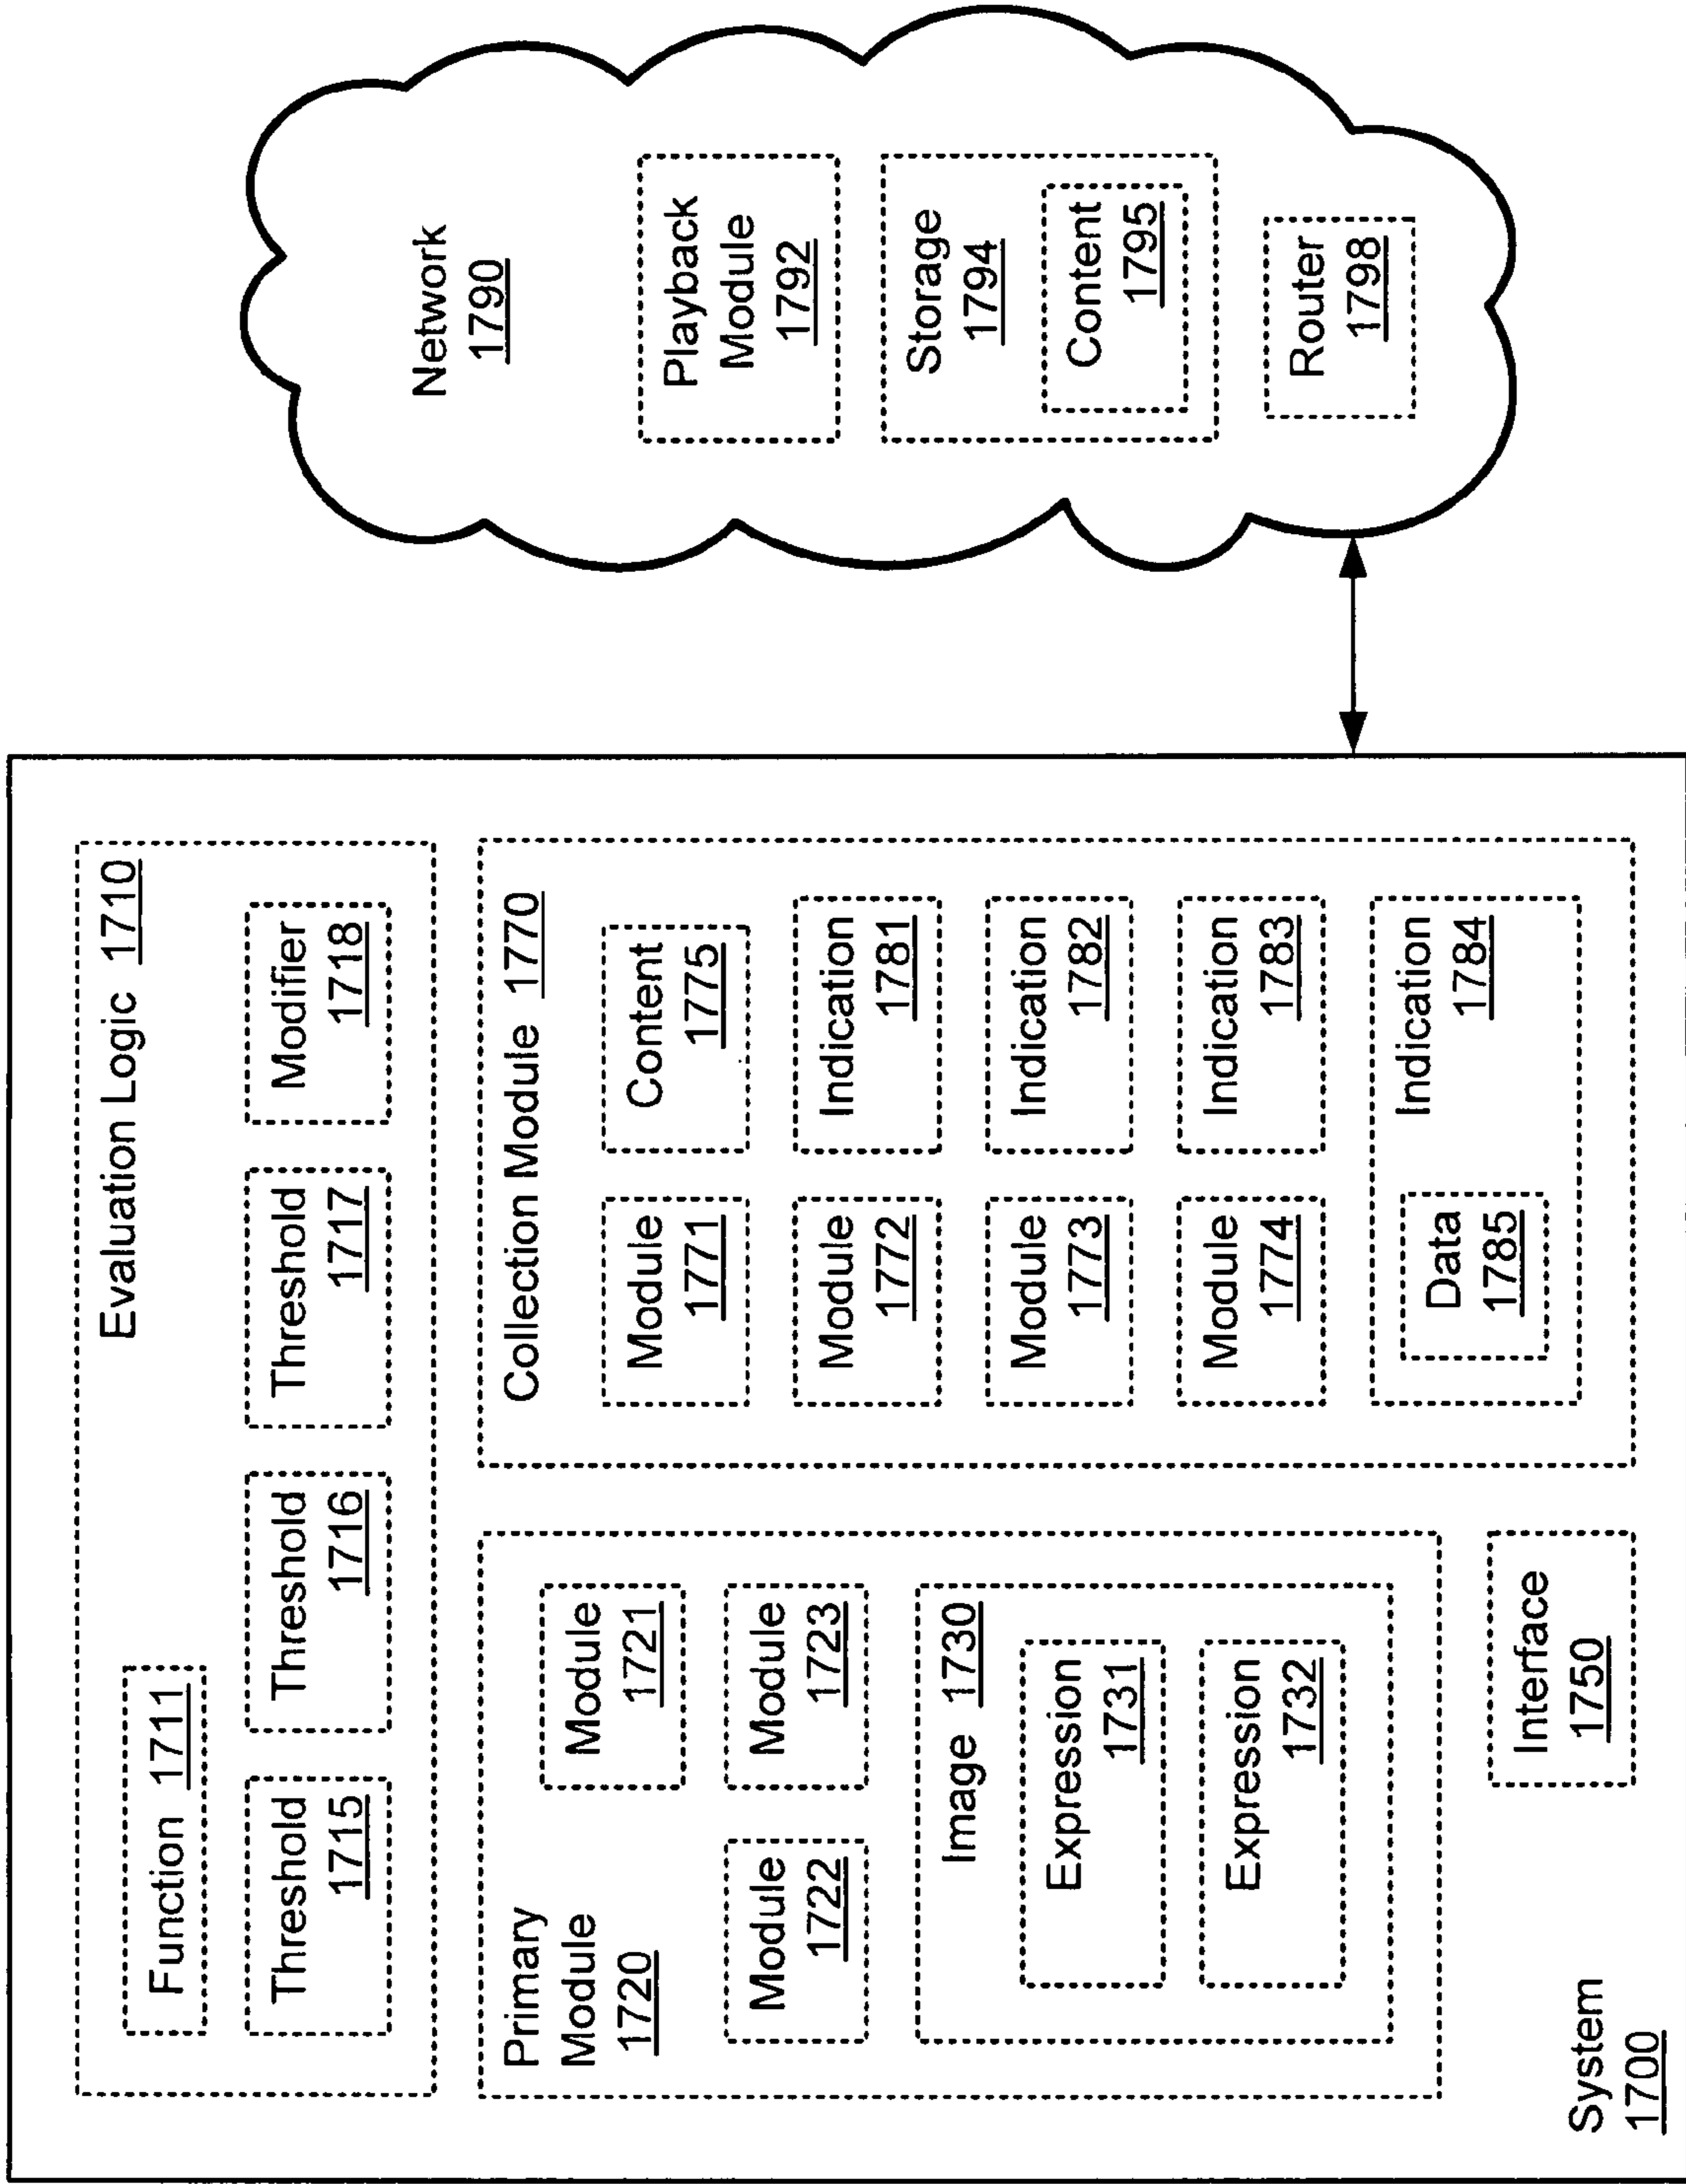 Evaluation Logic 1710
Function 1711
Threshold
1715
Threshold
1716
Threshold
1717
Modifier
1718
Primary
Module
1720
Module
1721
Module
1722
Module
1723
Image 1730
Expression
1731
Expression
1732
Interface
1750
System
1700
Collection Module 1770
Module
1771
Content
1775
Module
1772
Indication
1781
Module
1773
Indication
1782
Module
1774
Indication
1783
Indication
1784
Data
1785
Network
1790
Playback
Module
1792
Storage
1794
Content
1795
Router
1798